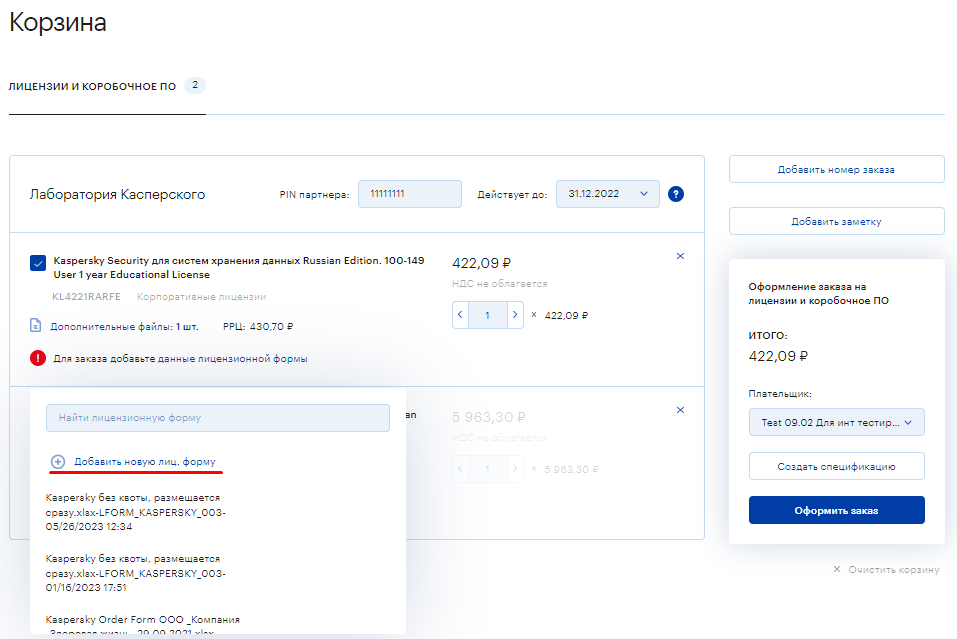 Корзина
ЛИЦЕНЗИИ И КОРОБОЧНОЕ ПО 2
Лаборатория Касперского
PIN партнера: 11111111
Действует до: 31.12.2022 ?
Kaspersky Security для систем хранения данных Russian Edition. 100-149
User 1 year Educational License
KL4221RARFE Корпоративные лицензии
Дополнительные файлы: 1 шт. РРЦ: 430,70 ₽
! Для заказа добавьте данные лицензионной формы
422,09 ₽
НДС не облагается
1 × 422,09 ₽
an
5 963,30 ₽
НДС не облагается
1 × 5 963,30 ₽
Найти лицензионную форму
Добавить новую лиц. форму
Kaspersky без квоты, размещается
сразу.xlsx-LFORM_KASPERSKY_003-
05/26/2023 12:34
Kaspersky без квоты, размещается
сразу.xlsx-LFORM_KASPERSKY_003-
01/16/2023 17:51
Kaspersky Order Form ООО _Компания
_Здоровая жизнь_ 29.09.2021.xlsx
Добавить номер заказа
Добавить заметку
Оформление заказа на
лицензии и коробочное ПО
ИТОГО:
422,09 ₽
Плательщик:
Test 09.02 Для инт тестир...
Создать спецификацию
Оформить заказ
× Очистить корзину